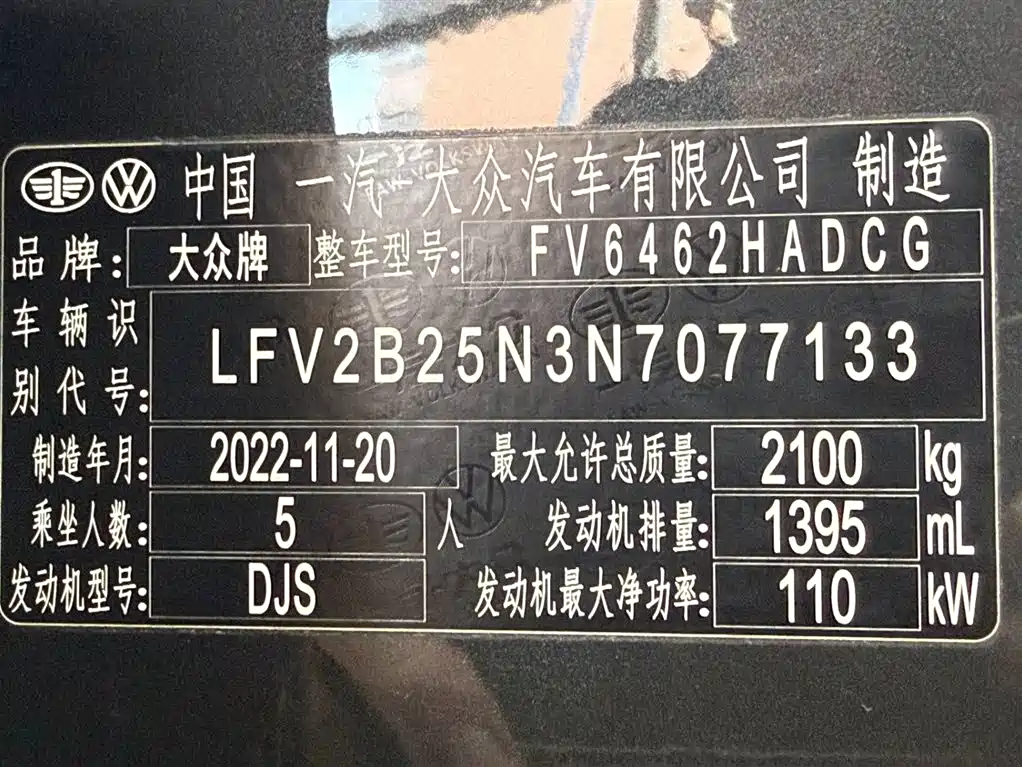 中国 一汽 大众汽车有限公司 制造
品牌: 大众牌 整车型号: FV6462HADCG
车辆识
别代号: LFV2B25N3N7077133
制造年月: 2022-11-20 最大允许总质量: 2100 kg
乘坐人数: 5 人 发动机排量: 1395 mL
发动机型号: DJS 发动机最大净功率: 110 kW